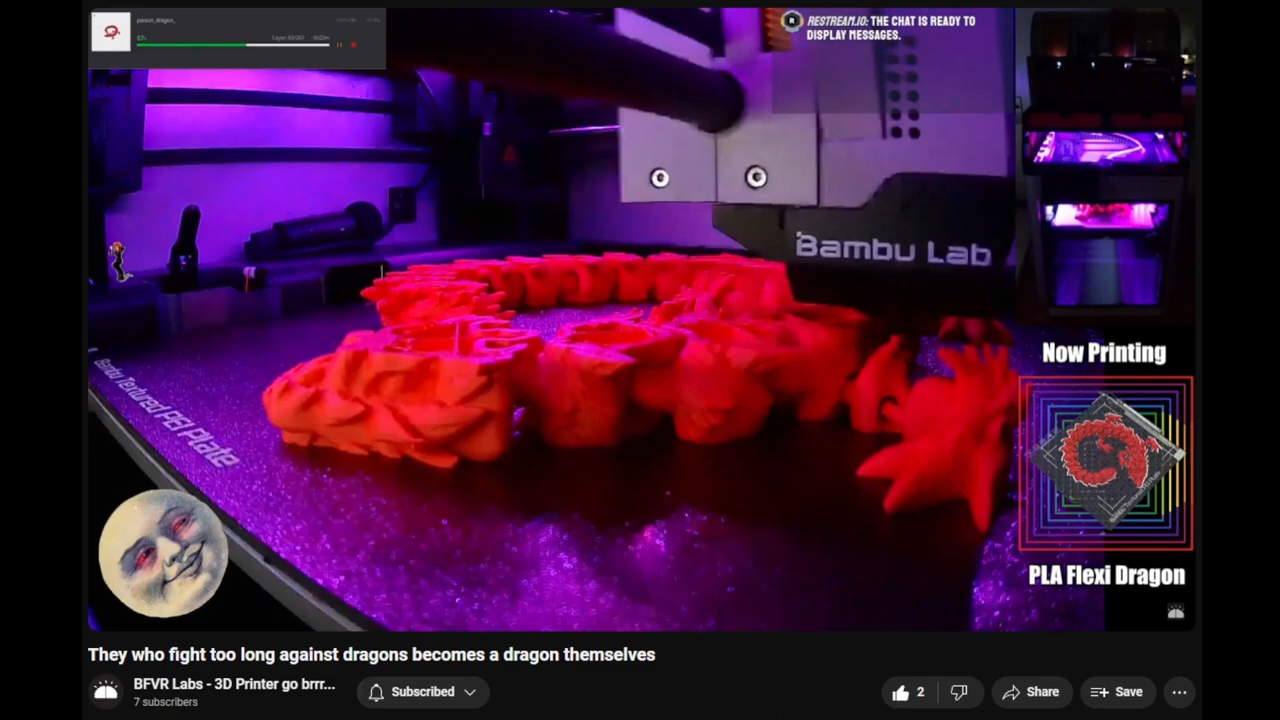 poison_dragon_
57%
RESTREAM.IO: THE CHAT IS READY TO
DISPLAY MESSAGES.
Bambu Lab
Bambu Textured PEI Plate
Now Printing
PLA Flexi Dragon
They who fight too long against dragons becomes a dragon themselves
BFVR Labs - 3D Printer go brrr...
7 subscribers
Subscribed
2
Share
Save